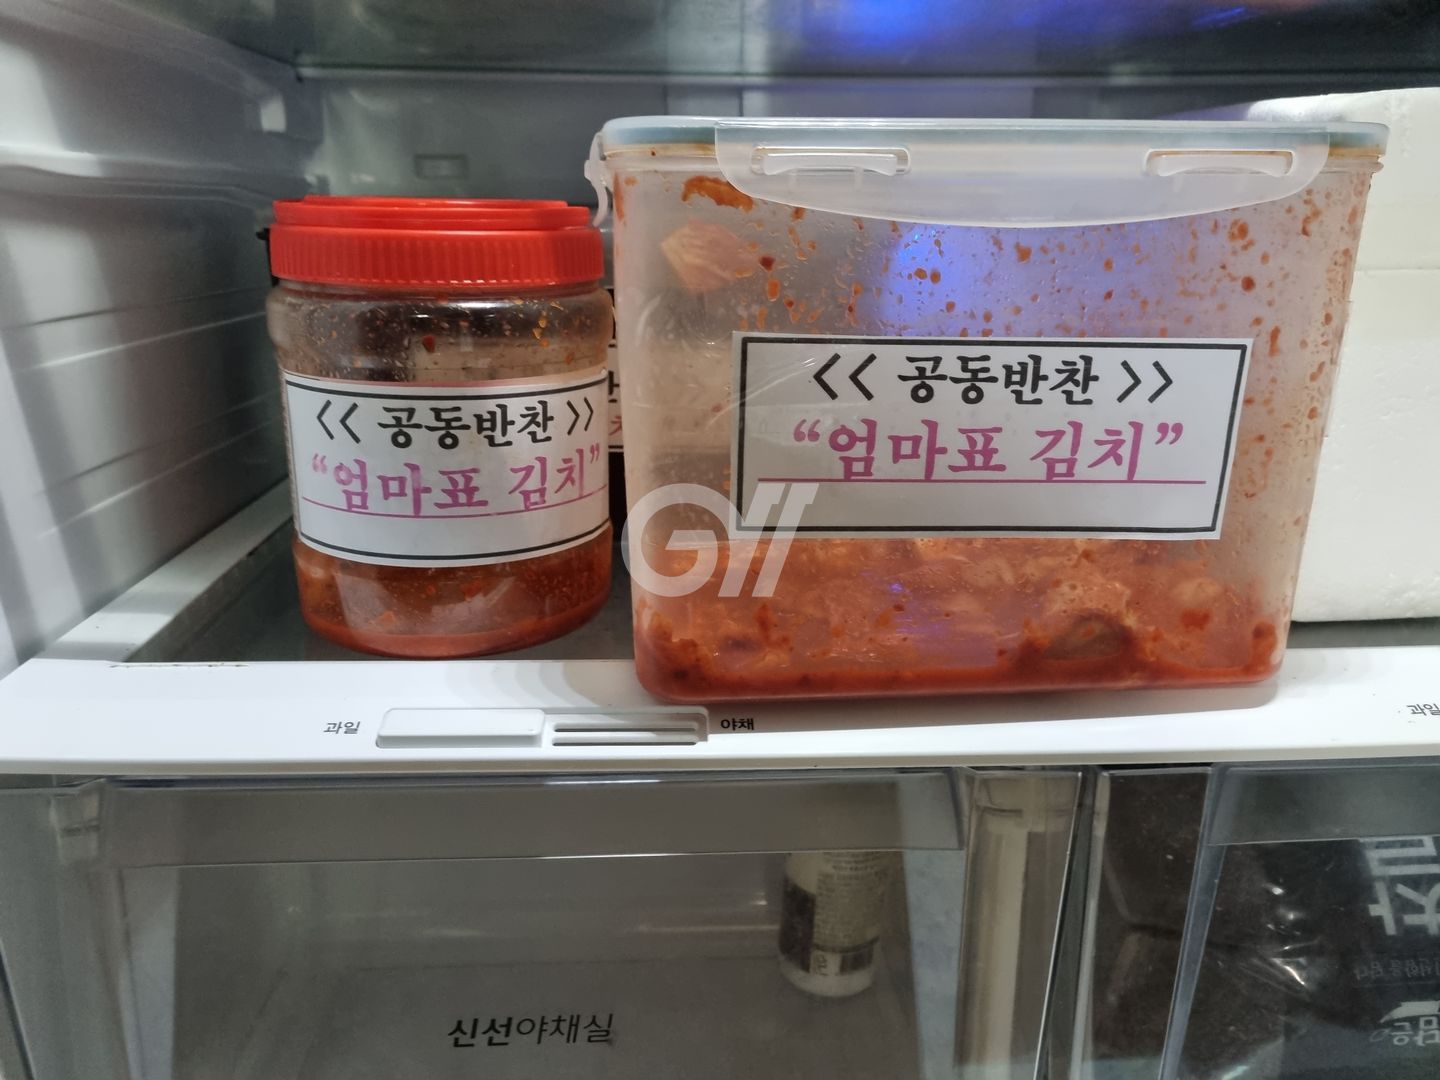 << 공동반찬 >>
“엄마표 김치”
<< 공동반찬 >>
“엄마표 김치”
GYI
과일
야채
과일
신선야채실